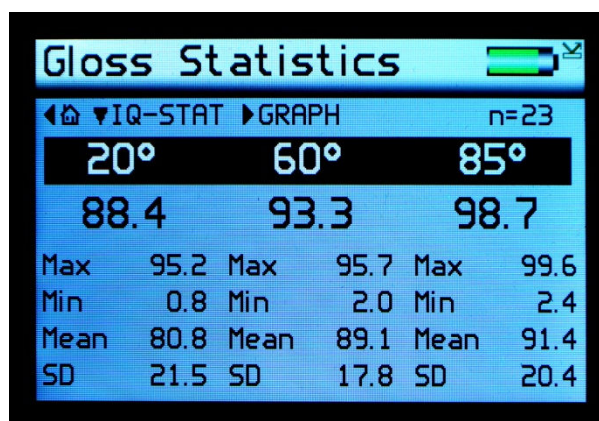 Gloss Statistics
◀⌂ ▼IQ-STAT ▶GRAPH n=23
20° 60° 85°
88.4 93.3 98.7
Max 95.2 Max 95.7 Max 99.6
Min 0.8 Min 2.0 Min 2.4
Mean 80.8 Mean 89.1 Mean 91.4
SD 21.5 SD 17.8 SD 20.4